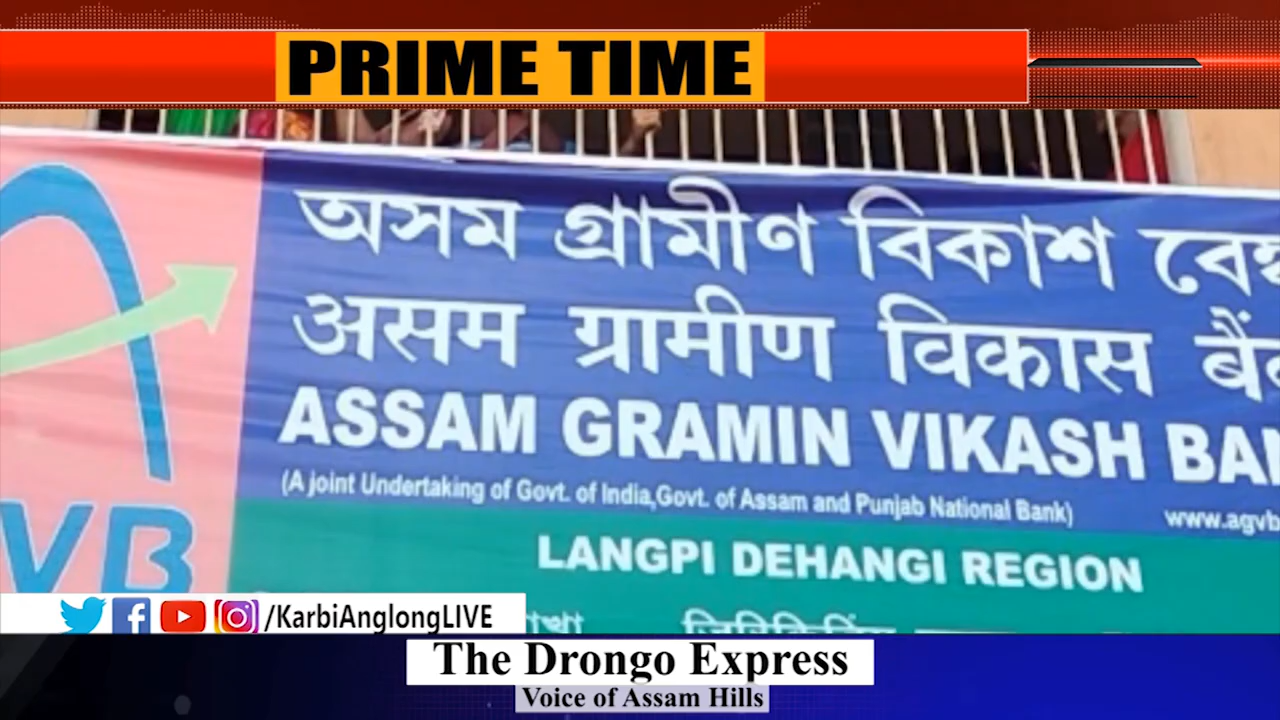 PRIME TIME
অসম গ্রামীণ বিকাশ
असम ग्रामीण विकास
ASSAM GRAMIN VIKASH
(A joint Undertaking of Govt. of India,Govt. of Assam and Punjab National Bank)
www.agvb
VB
LANGPI DEHANGI REGION
/KarbiAnglongLIVE
The Drongo Express
Voice of Assam Hills